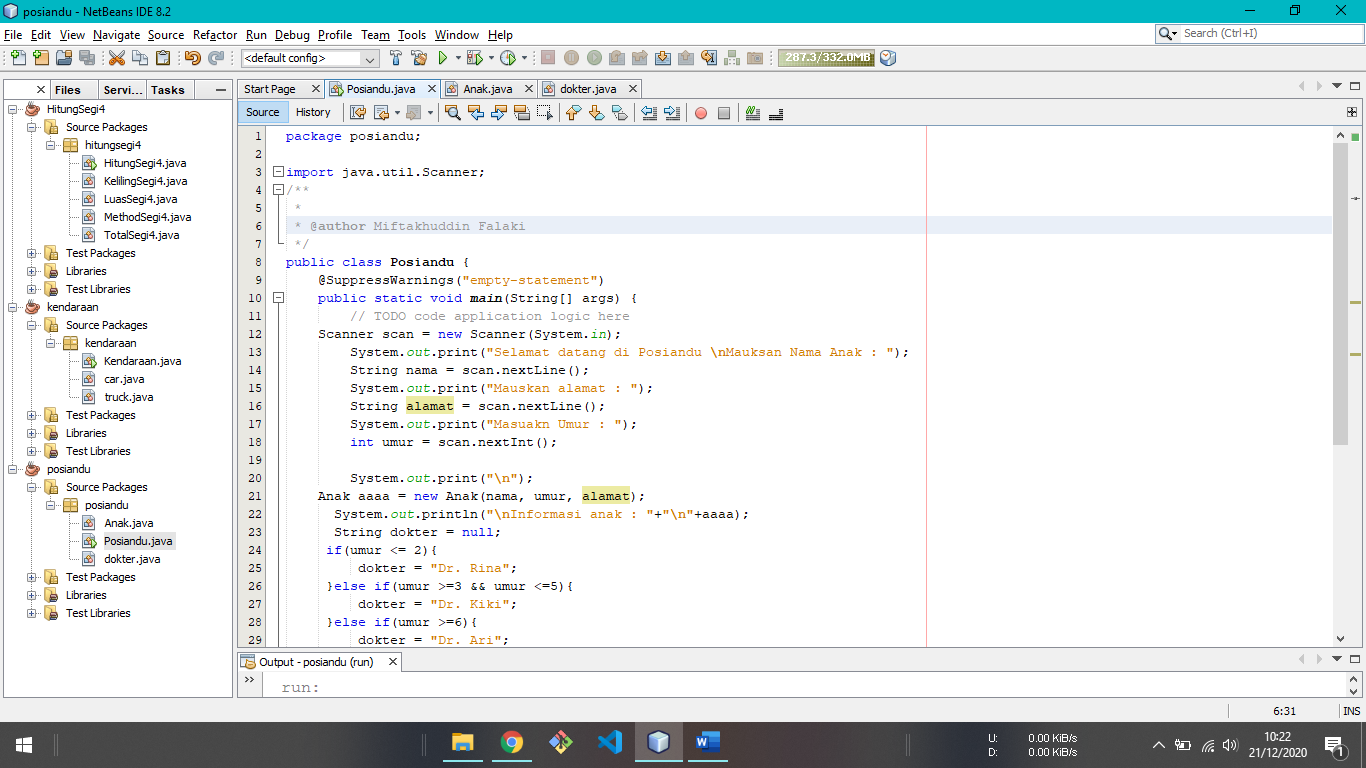 posiandu - NetBeans IDE 8.2
File Edit View Navigate Source Refactor Run Debug Profile Team Tools Window Help
Search (Ctrl+I)
<default config>
287.3/332.0MB
Files Servi... Tasks
Start Page Posiandu.java Anak.java dokter.java
Source History
HitungSegi4
Source Packages
hitungsegi4
HitungSegi4.java
KelilingSegi4.java
LuasSegi4.java
MethodSegi4.java
TotalSegi4.java
Test Packages
Libraries
Test Libraries
kendaraan
Source Packages
kendaraan
Kendaraan.java
car.java
truck.java
Test Packages
Libraries
Test Libraries
posiandu
Source Packages
posiandu
Anak.java
Posiandu.java
dokter.java
Test Packages
Libraries
Test Libraries
1 package posiandu;
2
3 import java.util.Scanner;
4 /**
5 *
6 * @author Miftakhuddin Falaki
7 */
8 public class Posiandu {
9 @SuppressWarnings("empty-statement")
10 public static void main(String[] args) {
11 // TODO code application logic here
12 Scanner scan = new Scanner(System.in);
13 System.out.print("Selamat datang di Posiandu \nMauksan Nama Anak : ");
14 String nama = scan.nextLine();
15 System.out.print("Mauskan alamat : ");
16 String alamat = scan.nextLine();
17 System.out.print("Masuakn Umur : ");
18 int umur = scan.nextInt();
19
20 System.out.print("\n");
21 Anak aaaa = new Anak(nama, umur, alamat);
22 System.out.println("\nInformasi anak : "+"\n"+aaaa);
23 String dokter = null;
24 if(umur <= 2){
25 dokter = "Dr. Rina";
26 }else if(umur >=3 && umur <=5){
27 dokter = "Dr. Kiki";
28 }else if(umur >=6){
29 dokter = "Dr. Ari";
Output - posiandu (run)
run:
6:31 INS
U: 0.00 KiB/s
D: 0.00 KiB/s
10:22
21/12/2020
1